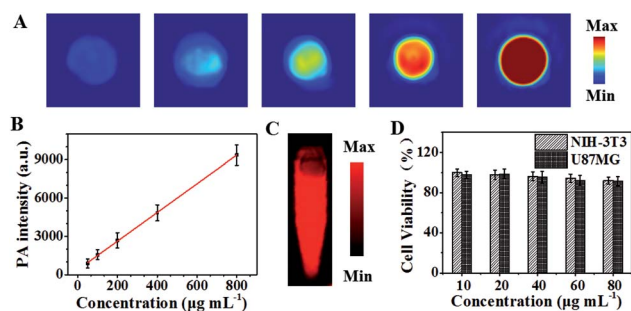 A
Max
Min
B
PA intensity (a.u.)
9000
6000
3000
0
0 200 400 600 800
Concentration (µg mL⁻¹)
C
Max
Min
D
Cell Viability (%)
120
80
40
0
NIH-3T3
U87MG
10 20 40 60 80
Concentration (µg mL⁻¹)